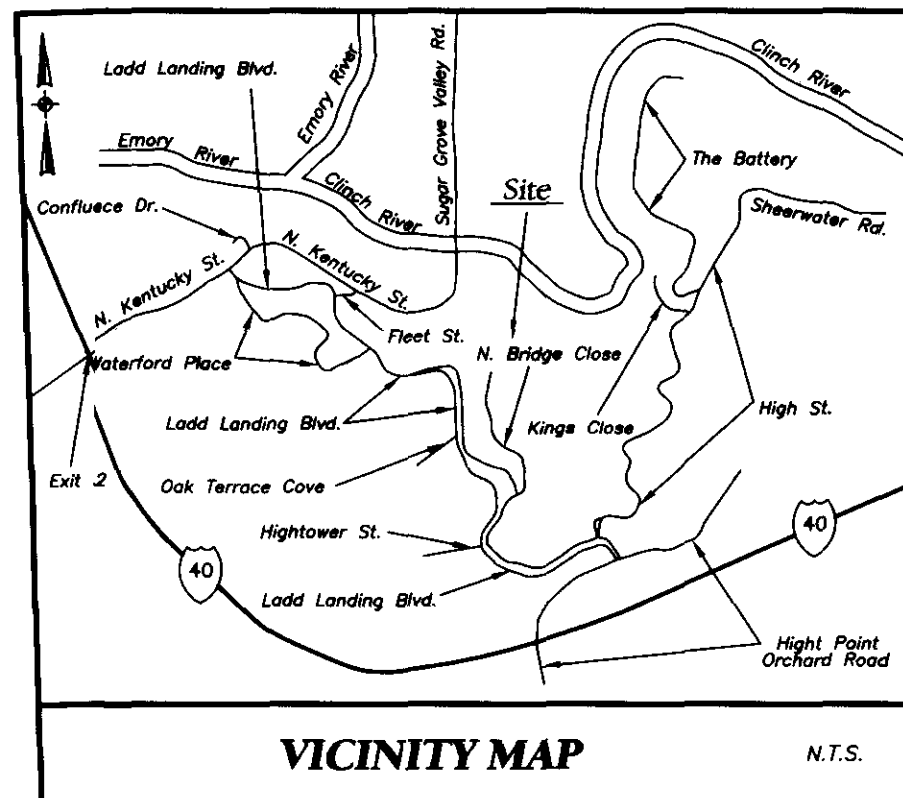 Ladd Landing Blvd.
Emory River
Sugar Grove Valley Rd.
Clinch River
Emory River
The Battery
Clinch River
Site
Confluece Dr.
Sheerwater Rd.
N. Kentucky St.
N. Kentucky St.
Fleet St.
N. Bridge Close
Waterford Place
Ladd Landing Blvd.
Kings Close
High St.
Exit 2
Oak Terrace Cove
Hightower St.
40
40
Ladd Landing Blvd.
Hight Point
Orchard Road
VICINITY MAP
N.T.S.